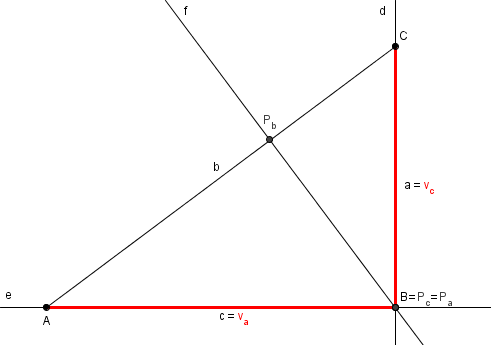 f
d
C
P_b
b
a = v_c
e
B=P_c=P_a
A
c = v_a